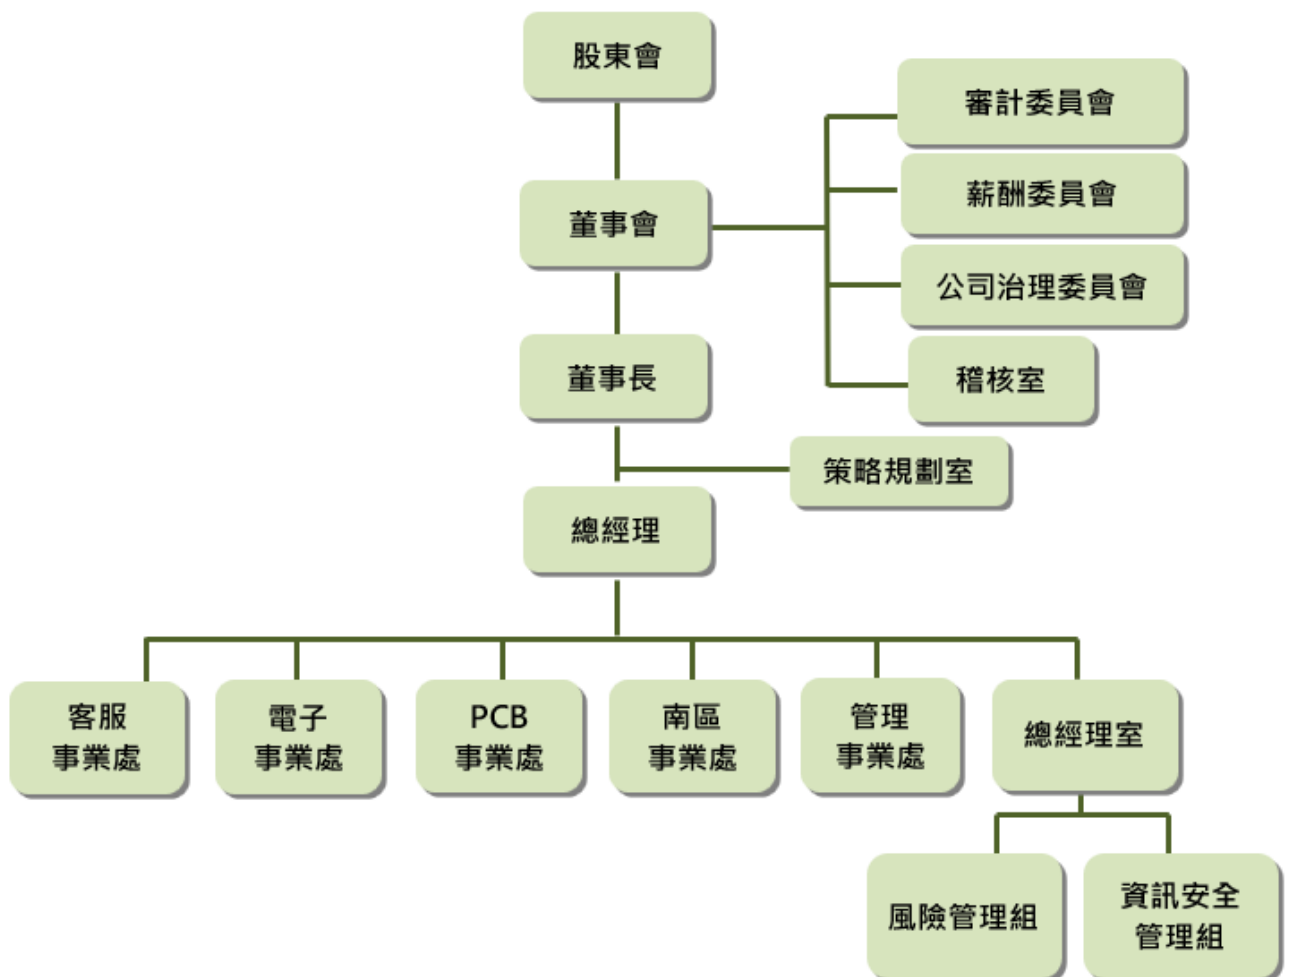 股東會
審計委員會
薪酬委員會
董事會
公司治理委員會
董事長
稽核室
策略規劃室
總經理
客服
事業處
電子
事業處
PCB
事業處
南區
事業處
管理
事業處
總經理室
風險管理組
資訊安全
管理組